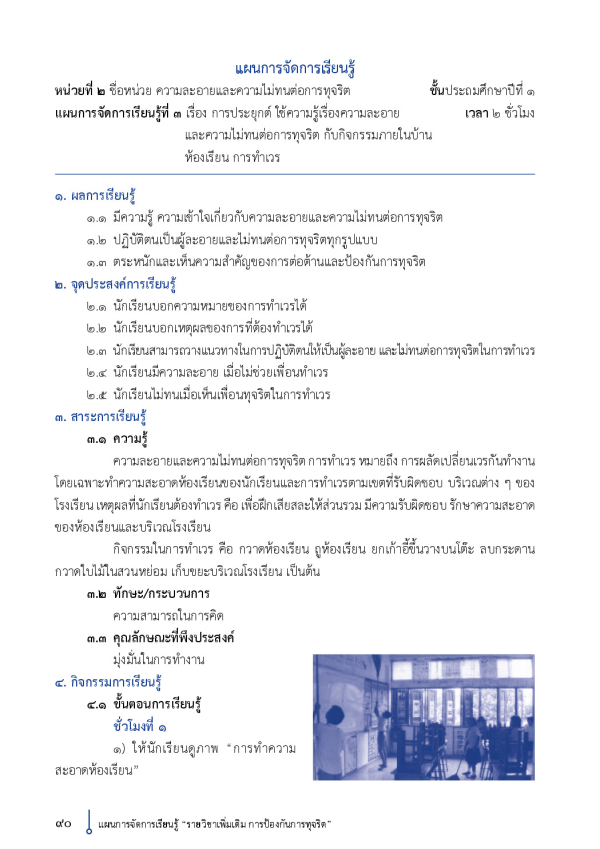 แผนการจัดการเรียนรู้
หน่วยที่ ๒ ชื่อหน่วย ความละอายและความไม่ทนต่อการทุจริต ชั้นประถมศึกษาปีที่ ๑
แผนการจัดการเรียนรู้ที่ ๓ เรื่อง การประยุกต์ ใช้ความรู้เรื่องความละอาย เวลา ๒ ชั่วโมง
และความไม่ทนต่อการทุจริต กับกิจกรรมภายในบ้าน
ห้องเรียน การทำเวร
๑. ผลการเรียนรู้
๑.๑ มีความรู้ ความเข้าใจเกี่ยวกับความละอายและความไม่ทนต่อการทุจริต
๑.๒ ปฏิบัติตนเป็นผู้ละอายและไม่ทนต่อการทุจริตทุกรูปแบบ
๑.๓ ตระหนักและเห็นความสำคัญของการต่อต้านและป้องกันการทุจริต
๒. จุดประสงค์การเรียนรู้
๒.๑ นักเรียนบอกความหมายของการทำเวรได้
๒.๒ นักเรียนบอกเหตุผลของการที่ต้องทำเวรได้
๒.๓ นักเรียนสามารถวางแนวทางในการปฏิบัติตนให้เป็นผู้ละอาย และไม่ทนต่อการทุจริตในการทำเวร
๒.๔ นักเรียนมีความละอาย เมื่อไม่ช่วยเพื่อนทำเวร
๒.๕ นักเรียนไม่ทนเมื่อเห็นเพื่อนทุจริตในการทำเวร
๓. สาระการเรียนรู้
๓.๑ ความรู้
ความละอายและความไม่ทนต่อการทุจริต การทำเวร หมายถึง การผลัดเปลี่ยนเวรกันทำงาน
โดยเฉพาะทำความสะอาดห้องเรียนของนักเรียนและการทำเวรตามเขตที่รับผิดชอบ บริเวณต่าง ๆ ของ
โรงเรียน เหตุผลที่นักเรียนต้องทำเวร คือ เพื่อฝึกเสียสละให้ส่วนรวม มีความรับผิดชอบ รักษาความสะอาด
ของห้องเรียนและบริเวณโรงเรียน
กิจกรรมในการทำเวร คือ กวาดห้องเรียน ถูห้องเรียน ยกเก้าอี้ขึ้นวางบนโต๊ะ ลบกระดาน
กวาดใบไม้ในสวนหย่อม เก็บขยะบริเวณโรงเรียน เป็นต้น
๓.๒ ทักษะ/กระบวนการ
ความสามารถในการคิด
๓.๓ คุณลักษณะที่พึงประสงค์
มุ่งมั่นในการทำงาน
๔. กิจกรรมการเรียนรู้
๔.๑ ขั้นตอนการเรียนรู้
ชั่วโมงที่ ๑
๑) ให้นักเรียนดูภาพ “การทำความ
สะอาดห้องเรียน”
๙๐ แผนการจัดการเรียนรู้ “รายวิชาเพิ่มเติม การป้องกันการทุจริต”